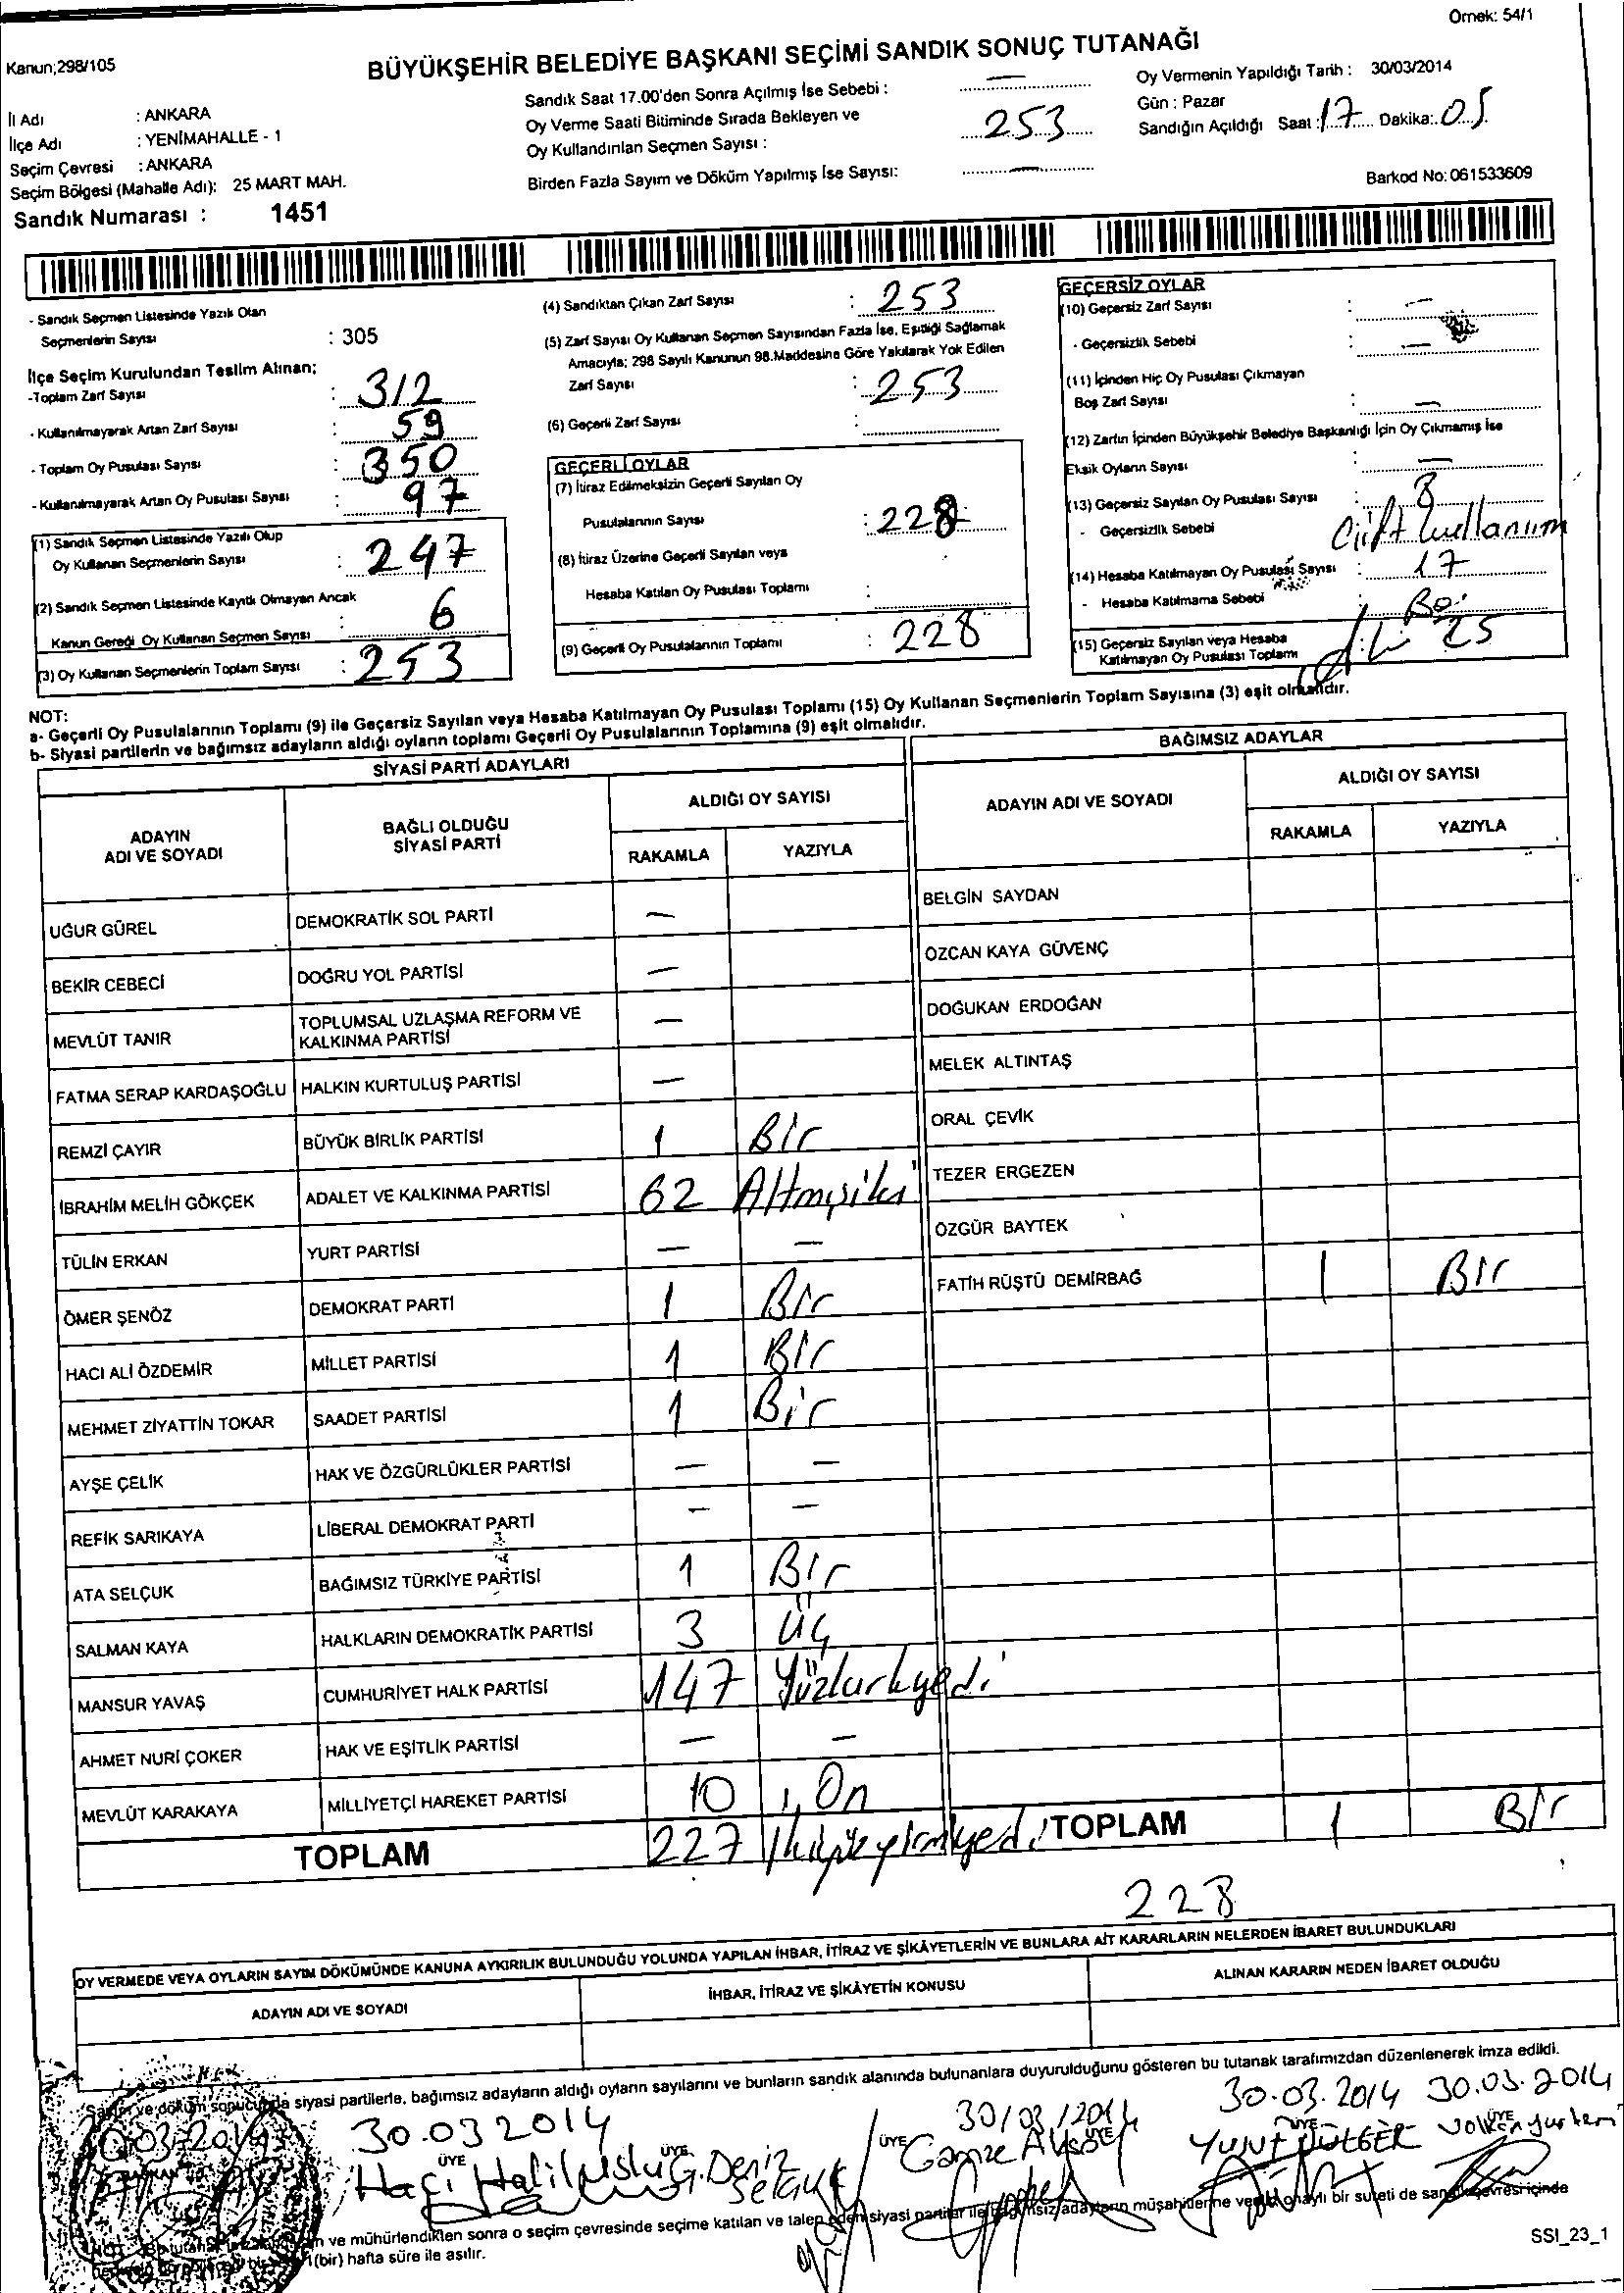 Örnek: 54/1
Kanun;298/105
BÜYÜKŞEHİR BELEDİYE BAŞKANI SEÇİMİ SANDIK SONUÇ TUTANAĞI
İl Adı : ANKARA
İlçe Adı : YENİMAHALLE - 1
Seçim Çevresi : ANKARA
Seçim Bölgesi (Mahalle Adı): 25 MART MAH.
Sandık Numarası : 1451
Sandık Saat 17.00'den Sonra Açılmış İse Sebebi : —
Oy Verme Saati Bitiminde Sırada Bekleyen ve
Oy Kullandırılan Seçmen Sayısı : 253
Birden Fazla Sayım ve Döküm Yapılmış İse Sayısı: —
Oy Vermenin Yapıldığı Tarih : 30/03/2014
Gün : Pazar
Sandığın Açıldığı Saat : 17 Dakika: 05
Barkod No: 061533609
- Sandık Seçmen Listesinde Yazılı Olan
Seçmenlerin Sayısı : 305
İlçe Seçim Kurulundan Teslim Alınan;
-Toplam Zarf Sayısı : 312
- Kullanılmayarak Artan Zarf Sayısı : 59
- Toplam Oy Pusulası Sayısı : 350
- Kullanılmayarak Artan Oy Pusulası Sayısı : 97
(1) Sandık Seçmen Listesinde Yazılı Olup
Oy Kullanan Seçmenlerin Sayısı : 247
(2) Sandık Seçmen Listesinde Kayıtlı Olmayan Ancak
Kanun Gereği Oy Kullanan Seçmen Sayısı : 6
(3) Oy Kullanan Seçmenlerin Toplam Sayısı : 253
(4) Sandıktan Çıkan Zarf Sayısı : 253
(5) Zarf Sayısı Oy Kullanan Seçmen Sayısından Fazla İse, Eşitliği Sağlamak
Amacıyla; 298 Sayılı Kanunun 98.Maddesine Göre Yakılarak Yok Edilen
Zarf Sayısı : 253
(6) Geçerli Zarf Sayısı :
GEÇERLİ OYLAR
(7) İtiraz Edilmeksizin Geçerli Sayılan Oy
Pusulalarının Sayısı : 228
(8) İtiraz Üzerine Geçerli Sayılan veya
Hesaba Katılan Oy Pusulası Toplamı :
(9) Geçerli Oy Pusulalarının Toplamı : 228
GEÇERSİZ OYLAR
(10) Geçersiz Zarf Sayısı : —
- Geçersizlik Sebebi : —
(11) İçinden Hiç Oy Pusulası Çıkmayan
Boş Zarf Sayısı : —
(12) Zarfın İçinden Büyükşehir Belediye Başkanlığı İçin Oy Çıkmamış İse
Eksik Oyların Sayısı : —
(13) Geçersiz Sayılan Oy Pusulası Sayısı : 8
- Geçersizlik Sebebi Çift kullanım
(14) Hesaba Katılmayan Oy Pusulası Sayısı : 17
- Hesaba Katılmama Sebebi : Boş
(15) Geçersiz Sayılan veya Hesaba
Katılmayan Oy Pusulası Toplamı : 25
NOT:
a- Geçerli Oy Pusulalarının Toplamı (9) ile Geçersiz Sayılan veya Hesaba Katılmayan Oy Pusulası Toplamı (15) Oy Kullanan Seçmenlerin Toplam Sayısına (3) eşit olmalıdır.
b- Siyasi partilerin ve bağımsız adayların aldığı oyların toplamı Geçerli Oy Pusulalarının Toplamına (9) eşit olmalıdır.
SİYASİ PARTİ ADAYLARI
ADAYIN ADI VE SOYADI BAĞLI OLDUĞU SİYASİ PARTİ ALDIĞI OY SAYISI
RAKAMLA YAZIYLA
UĞUR GÜREL DEMOKRATİK SOL PARTİ —
BEKİR CEBECİ DOĞRU YOL PARTİSİ —
MEVLÜT TANIR TOPLUMSAL UZLAŞMA REFORM VE KALKINMA PARTİSİ —
FATMA SERAP KARDAŞOĞLU HALKIN KURTULUŞ PARTİSİ —
REMZİ ÇAYIR BÜYÜK BİRLİK PARTİSİ 1 Bir
İBRAHİM MELİH GÖKÇEK ADALET VE KALKINMA PARTİSİ 62 Altmışiki
TÜLİN ERKAN YURT PARTİSİ — —
ÖMER ŞENÖZ DEMOKRAT PARTİ 1 Bir
HACI ALİ ÖZDEMİR MİLLET PARTİSİ 1 Bir
MEHMET ZİYATTİN TOKAR SAADET PARTİSİ 1 Bir
AYŞE ÇELİK HAK VE ÖZGÜRLÜKLER PARTİSİ — —
REFİK SARIKAYA LİBERAL DEMOKRAT PARTİ — —
ATA SELÇUK BAĞIMSIZ TÜRKİYE PARTİSİ 1 Bir
SALMAN KAYA HALKLARIN DEMOKRATİK PARTİSİ 3 Üç
MANSUR YAVAŞ CUMHURİYET HALK PARTİSİ 147 Yüzkırkyedi
AHMET NURİ ÇOKER HAK VE EŞİTLİK PARTİSİ — —
MEVLÜT KARAKAYA MİLLİYETÇİ HAREKET PARTİSİ 10 On
TOPLAM 227 İkiyüzyirmiyedi
BAĞIMSIZ ADAYLAR
ADAYIN ADI VE SOYADI ALDIĞI OY SAYISI
RAKAMLA YAZIYLA
BELGİN SAYDAN
ÖZCAN KAYA GÜVENÇ
DOĞUKAN ERDOĞAN
MELEK ALTINTAŞ
ORAL ÇEVİK
TEZER ERGEZEN
ÖZGÜR BAYTEK
FATİH RÜŞTÜ DEMİRBAĞ 1 Bir
TOPLAM 1 Bir
228
OY VERMEDE VEYA OYLARIN SAYIM DÖKÜMÜNDE KANUNA AYKIRILIK BULUNDUĞU YOLUNDA YAPILAN İHBAR, İTİRAZ VE ŞİKÂYETLERİN VE BUNLARA AİT KARARLARIN NELERDEN İBARET BULUNDUKLARI
ADAYIN ADI VE SOYADI İHBAR, İTİRAZ VE ŞİKÂYETİN KONUSU ALINAN KARARIN NEDEN İBARET OLDUĞU
Sayım ve döküm sonucunda siyasi partilerle, bağımsız adayların aldığı oyların sayılarını ve bunların sandık alanında bulunanlara duyurulduğunu gösteren bu tutanak tarafımızdan düzenlenerek imza edildi.
30.03.2014 30/03/2014 30.03.2014 30.03.2014
ÜYE ÜYE ÜYE ÜYE ÜYE ÜYE
Haci Halil Uslu G. Deniz Selçuk Gamze Aksoy Yusuf Dülger Volkan
ve mühürlendikten sonra o seçim çevresinde seçime katılan ve talep eden siyasi partiler ile bağımsız adayların müşahitlerine onaylı bir sureti de sandık çevresi içinde
(bir) hafta süre ile asılır.
SSI_23_1